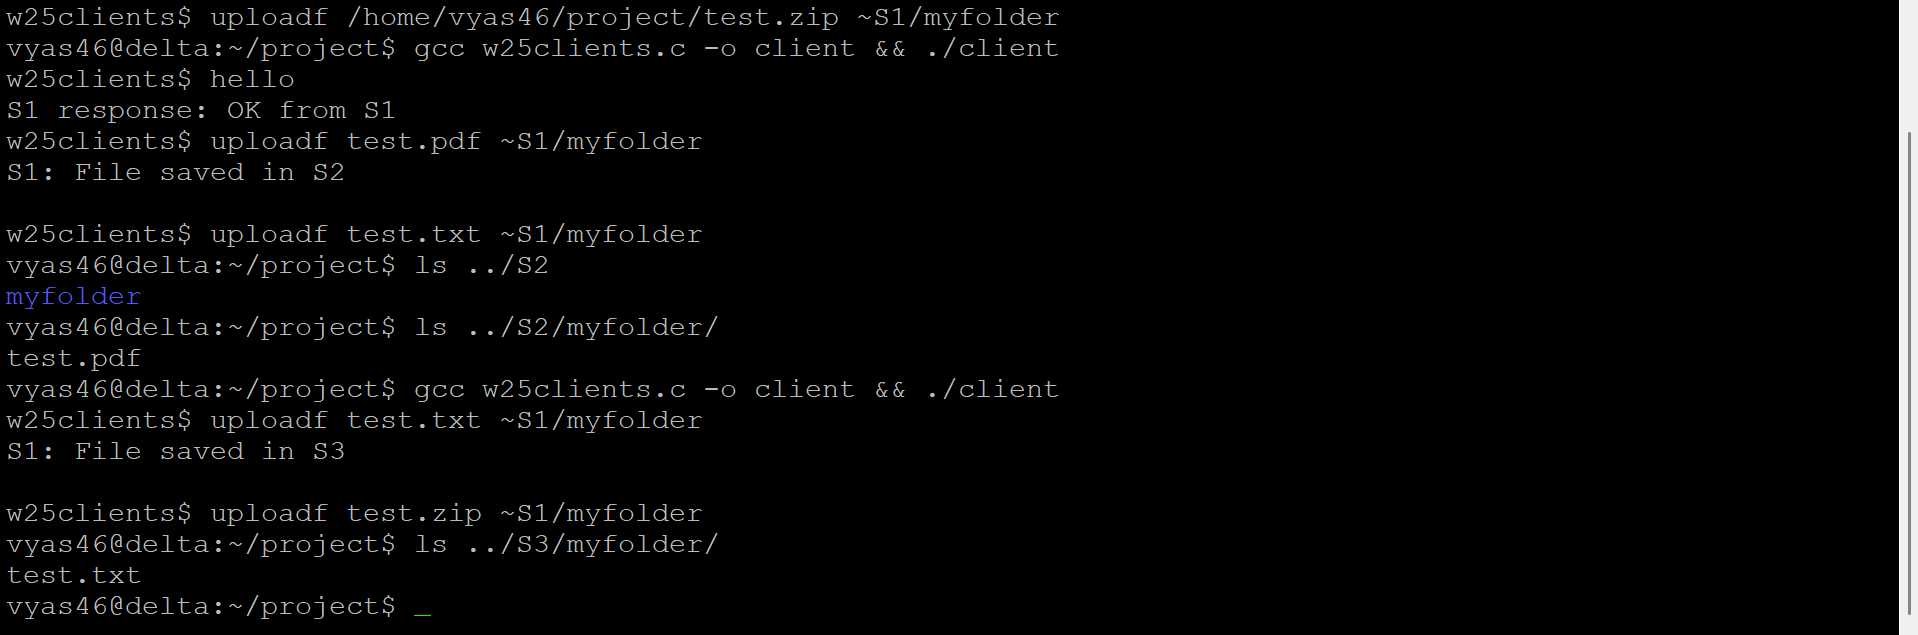 w25clients$ uploadf /home/vyas46/project/test.zip ~S1/myfolder
vyas46@delta:~/project$ gcc w25clients.c -o client && ./client
w25clients$ hello
S1 response: OK from S1
w25clients$ uploadf test.pdf ~S1/myfolder
S1: File saved in S2
w25clients$ uploadf test.txt ~S1/myfolder
vyas46@delta:~/project$ ls ../S2
myfolder
vyas46@delta:~/project$ ls ../S2/myfolder/
test.pdf
vyas46@delta:~/project$ gcc w25clients.c -o client && ./client
w25clients$ uploadf test.txt ~S1/myfolder
S1: File saved in S3
w25clients$ uploadf test.zip ~S1/myfolder
vyas46@delta:~/project$ ls ../S3/myfolder/
test.txt
vyas46@delta:~/project$ _